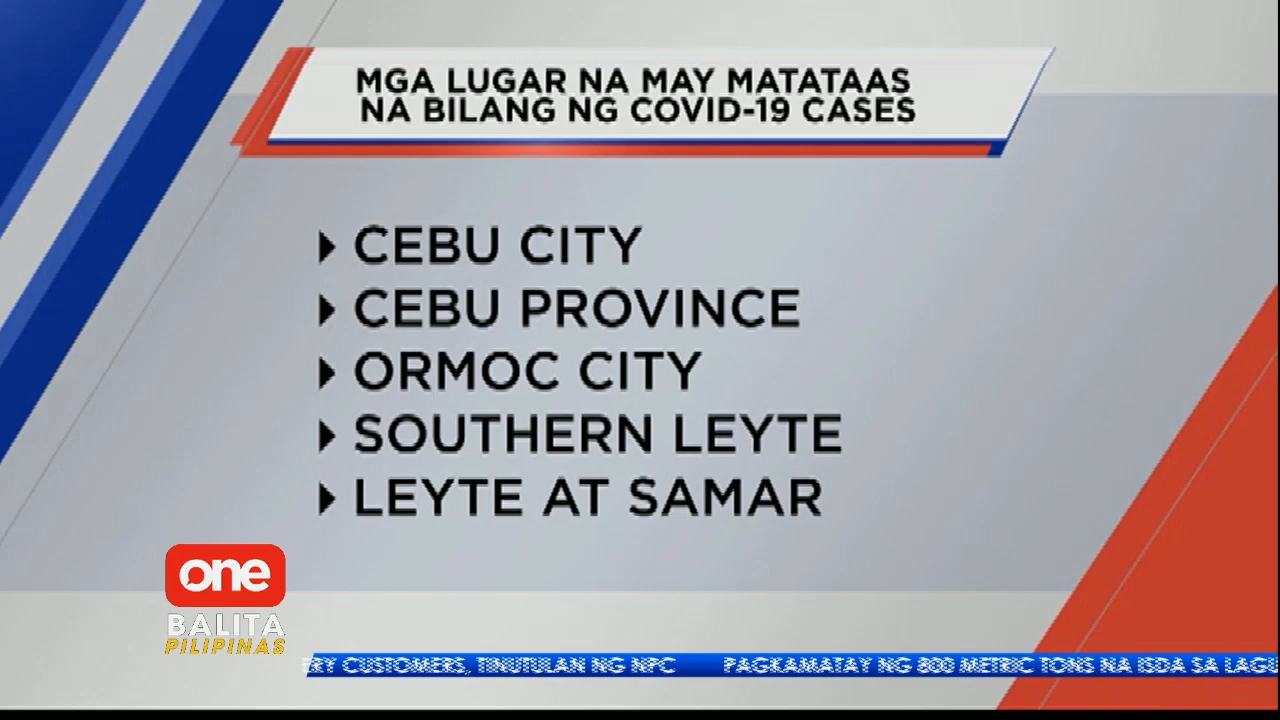 MGA LUGAR NA MAY MATATAAS
NA BILANG NG COVID-19 CASES
CEBU CITY
CEBU PROVINCE
ORMOC CITY
SOUTHERN LEYTE
LEYTE AT SAMAR
one
BALITA
PILIPINAS
CUSTOMERS, TINUTULAN NG NPC PAGKAMATAY NG 800 METRIC TONS NA ISDA SA